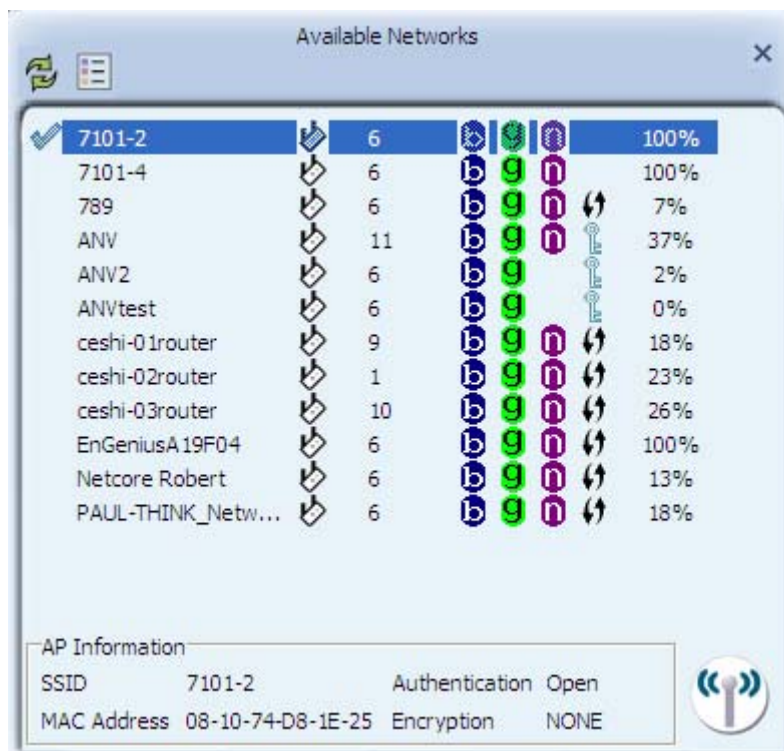 Available Networks
7101-2 6 b g n 100%
7101-4 6 b g n 100%
789 6 b g n 7%
ANV 11 b g n 37%
ANV2 6 b g 2%
ANVtest 6 b g 0%
ceshi-01router 9 b g n 18%
ceshi-02router 1 b g n 23%
ceshi-03router 10 b g n 26%
EnGeniusA19F04 6 b g n 100%
Netcore Robert 6 b g n 13%
PAUL-THINK_Netw... 6 b g n 18%
AP Information
SSID 7101-2 Authentication Open
MAC Address 08-10-74-D8-1E-25 Encryption NONE